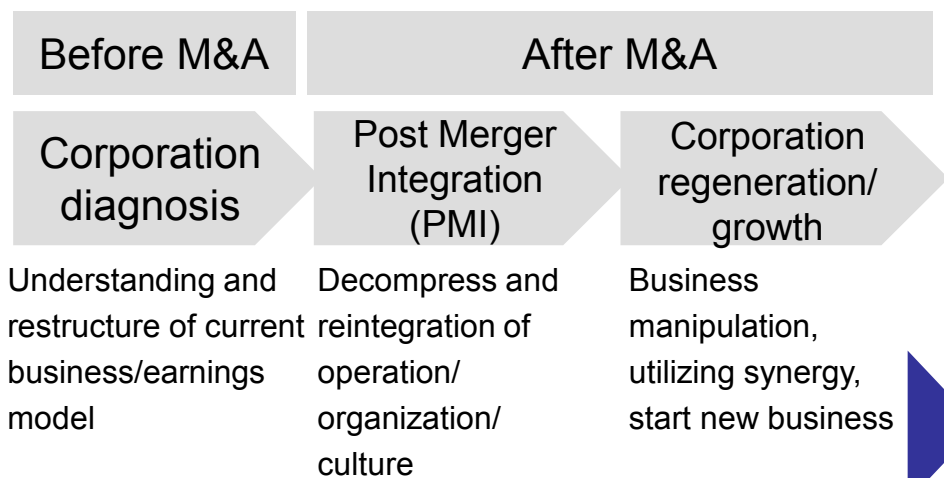 Before M&A
After M&A
Corporation
diagnosis
Post Merger
Integration
(PMI)
Corporation
regeneration/
growth
Understanding and
restructure of current
business/earnings
model
Decompress and
reintegration of
operation/
organization/
culture
Business
manipulation,
utilizing synergy,
start new business